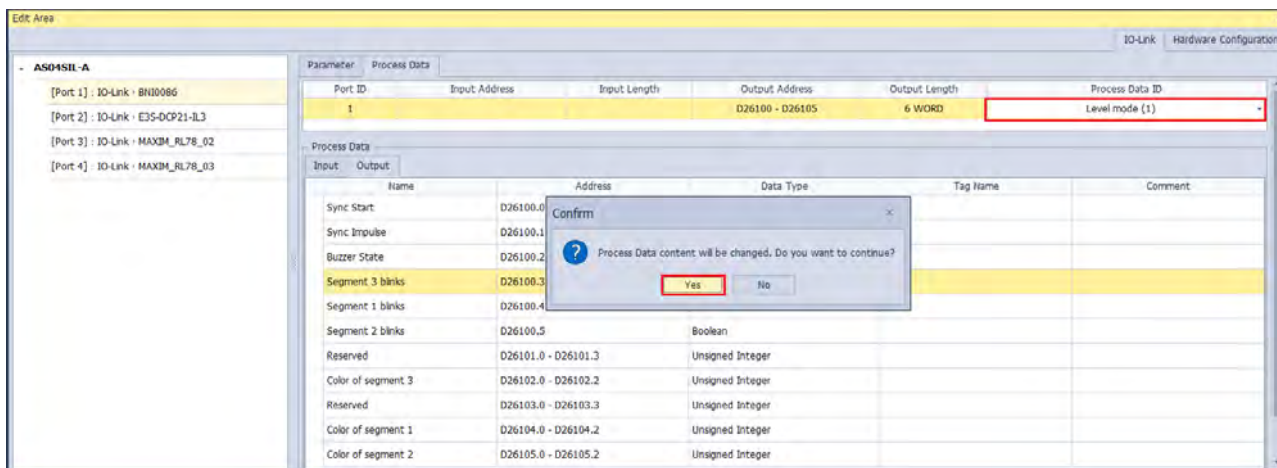 Edit Area
IO-Link Hardware Configuration
AS04SIL-A
[Port 1] : IO-Link · BNI0086
[Port 2] : IO-Link · E3S-DCP21-IL3
[Port 3] : IO-Link · MAXIM_RL78_02
[Port 4] : IO-Link · MAXIM_RL78_03
Parameter Process Data
Port ID Input Address Input Length Output Address Output Length Process Data ID
1 D26100 - D26105 6 WORD Level mode (1)
Process Data
Input Output
Name Address Data Type Tag Name Comment
Sync Start D26100.0
Sync Impulse D26100.1
Buzzer State D26100.2
Segment 3 blinks D26100.3
Segment 1 blinks D26100.4
Segment 2 blinks D26100.5 Boolean
Reserved D26101.0 - D26101.3 Unsigned Integer
Color of segment 3 D26102.0 - D26102.2 Unsigned Integer
Reserved D26103.0 - D26103.3 Unsigned Integer
Color of segment 1 D26104.0 - D26104.2 Unsigned Integer
Color of segment 2 D26105.0 - D26105.2 Unsigned Integer
Confirm
Process Data content will be changed. Do you want to continue?
Yes No